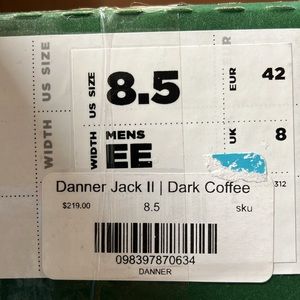 US SIZE
8.5
EUR
42
WIDTH
MENS
EE
UK
8
US SIZE
WIDTH
312
Danner Jack II | Dark Coffee
$219.00
8.5
sku
098397870634
DANNER